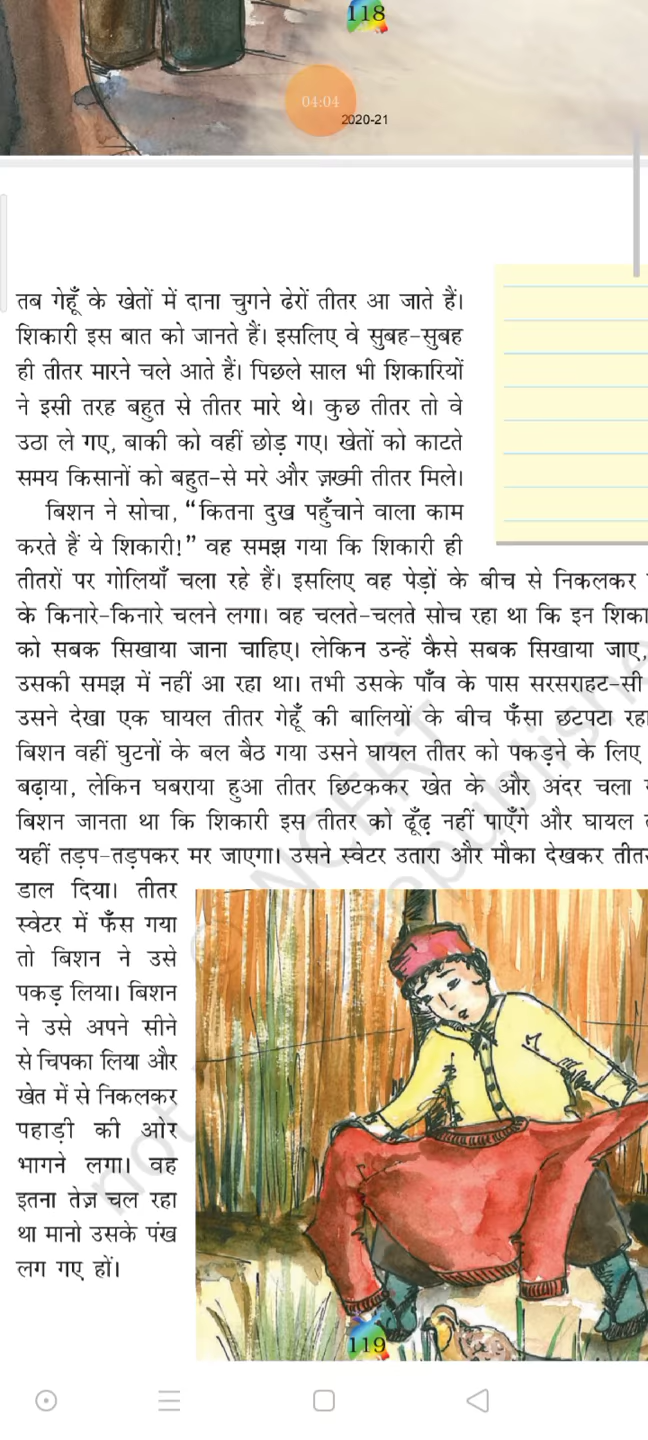 118
04:04
2020-21
तब गेहूँ के खेतों में दाना चुगने ढेरों तीतर आ जाते हैं।
शिकारी इस बात को जानते हैं। इसलिए वे सुबह-सुबह
ही तीतर मारने चले आते हैं। पिछले साल भी शिकारियों
ने इसी तरह बहुत से तीतर मारे थे। कुछ तीतर तो वे
उठा ले गए, बाकी को वहीं छोड़ गए। खेतों को काटते
समय किसानों को बहुत-से मरे और ज़ख्मी तीतर मिले।
बिशन ने सोचा, “कितना दुख पहुँचाने वाला काम
करते हैं ये शिकारी!” वह समझ गया कि शिकारी ही
तीतरों पर गोलियाँ चला रहे हैं। इसलिए वह पेड़ों के बीच से निकलकर
के किनारे-किनारे चलने लगा। वह चलते-चलते सोच रहा था कि इन शिका
को सबक सिखाया जाना चाहिए। लेकिन उन्हें कैसे सबक सिखाया जाए,
उसकी समझ में नहीं आ रहा था। तभी उसके पाँव के पास सरसराहट-सी
उसने देखा एक घायल तीतर गेहूँ की बालियों के बीच फँसा छटपटा रहा
बिशन वहीं घुटनों के बल बैठ गया उसने घायल तीतर को पकड़ने के लिए
बढ़ाया, लेकिन घबराया हुआ तीतर छिटककर खेत के और अंदर चला
बिशन जानता था कि शिकारी इस तीतर को ढूँढ़ नहीं पाएँगे और घायल
यहीं तड़प-तड़पकर मर जाएगा। उसने स्वेटर उतारा और मौका देखकर तीतर
डाल दिया। तीतर
स्वेटर में फँस गया
तो बिशन ने उसे
पकड़ लिया। बिशन
ने उसे अपने सीने
से चिपका लिया और
खेत में से निकलकर
पहाड़ी की ओर
भागने लगा। वह
इतना तेज़ चल रहा
था मानो उसके पंख
लग गए हों।
119